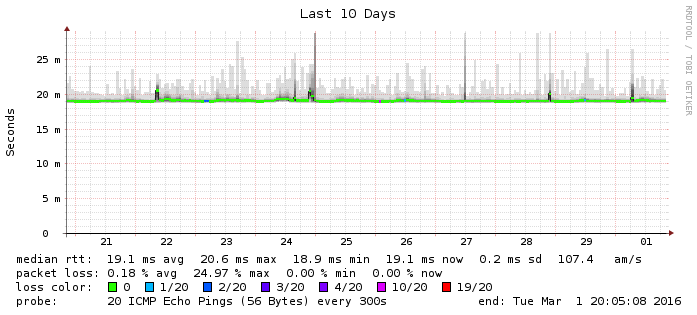 Last 10 Days
RRDTOOL / TOBI OETIKER
Seconds
25 m
20 m
15 m
10 m
5 m
0
21 22 23 24 25 26 27 28 29 01
median rtt: 19.1 ms avg 20.6 ms max 18.9 ms min 19.1 ms now 0.2 ms sd 107.4 am/s
packet loss: 0.18 % avg 24.97 % max 0.00 % min 0.00 % now
loss color: 0 1/20 2/20 3/20 4/20 10/20 19/20
probe: 20 ICMP Echo Pings (56 Bytes) every 300s end: Tue Mar 1 20:05:08 2016